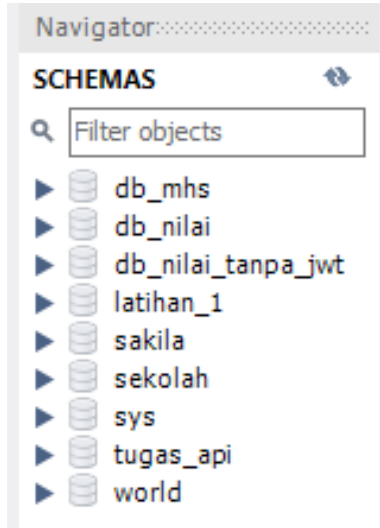 Navigator
SCHEMAS
Filter objects
db_mhs
db_nilai
db_nilai_tanpa_jwt
latihan_1
sakila
sekolah
sys
tugas_api
world